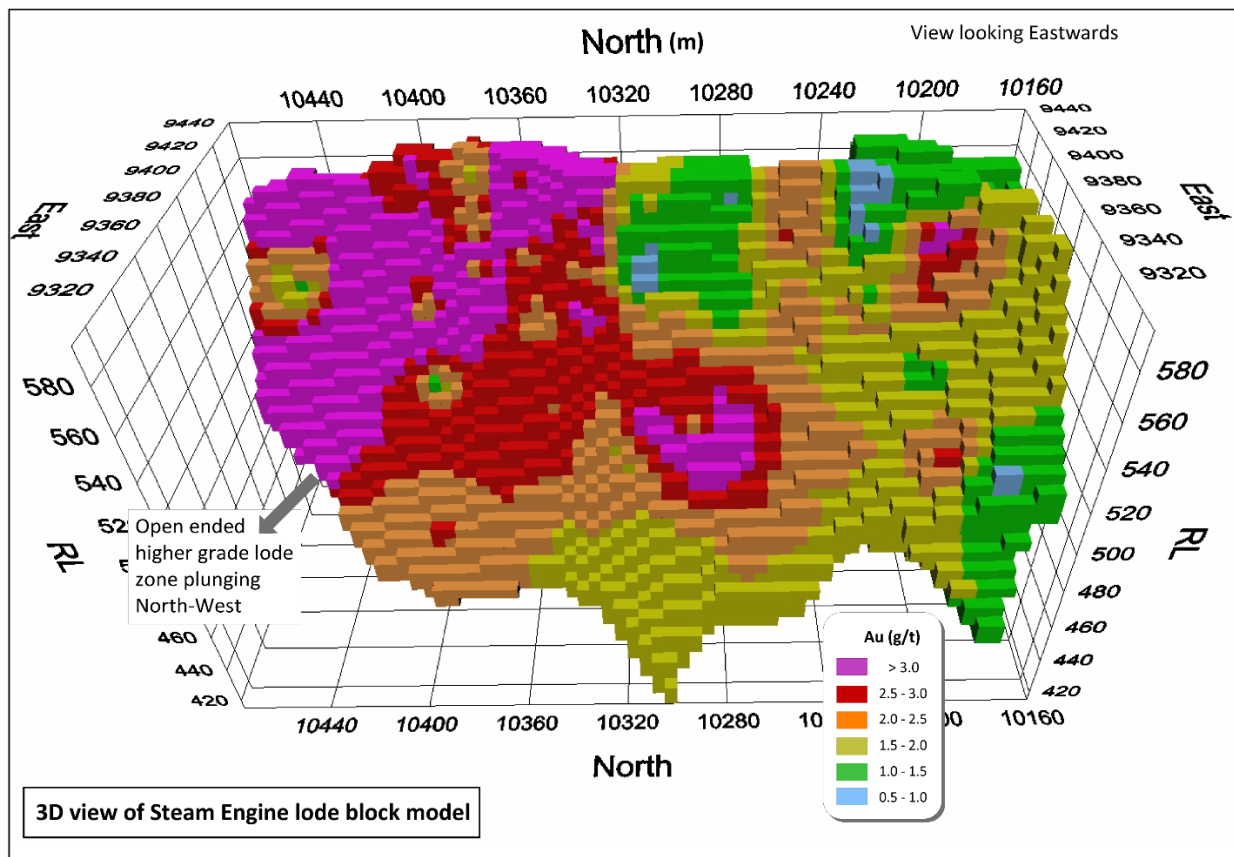 North (m)
View looking Eastwards
10440 10400 10360 10320 10280 10240 10200 10160
9440 9440
9420 9420
9400 9400
9380 9380
9360 9360
9340 9340
9320 9320
East East
580 580
560 560
540 540
520
500
480
460 460
440 440
420 420
RL RL
Open ended
higher grade lode
zone plunging
North-West
Au (g/t)
> 3.0
2.5 - 3.0
2.0 - 2.5
1.5 - 2.0
1.0 - 1.5
0.5 - 1.0
10440 10400 10360 10320 10280 10160
North
3D view of Steam Engine lode block model